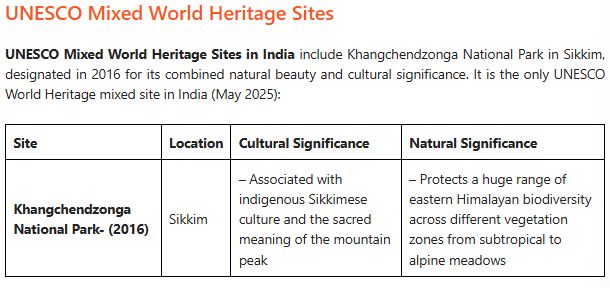 UNESCO Mixed World Heritage Sites
UNESCO Mixed World Heritage Sites in India include Khangchendzonga National Park in Sikkim,
designated in 2016 for its combined natural beauty and cultural significance. It is the only UNESCO
World Heritage mixed site in India (May 2025):
Site
Location
Cultural Significance
Natural Significance
Khangchendzonga
National Park- (2016)
Sikkim
– Associated with
indigenous Sikkimese
culture and the sacred
meaning of the mountain
peak
– Protects a huge range of
eastern Himalayan biodiversity
across different vegetation
zones from subtropical to
alpine meadows